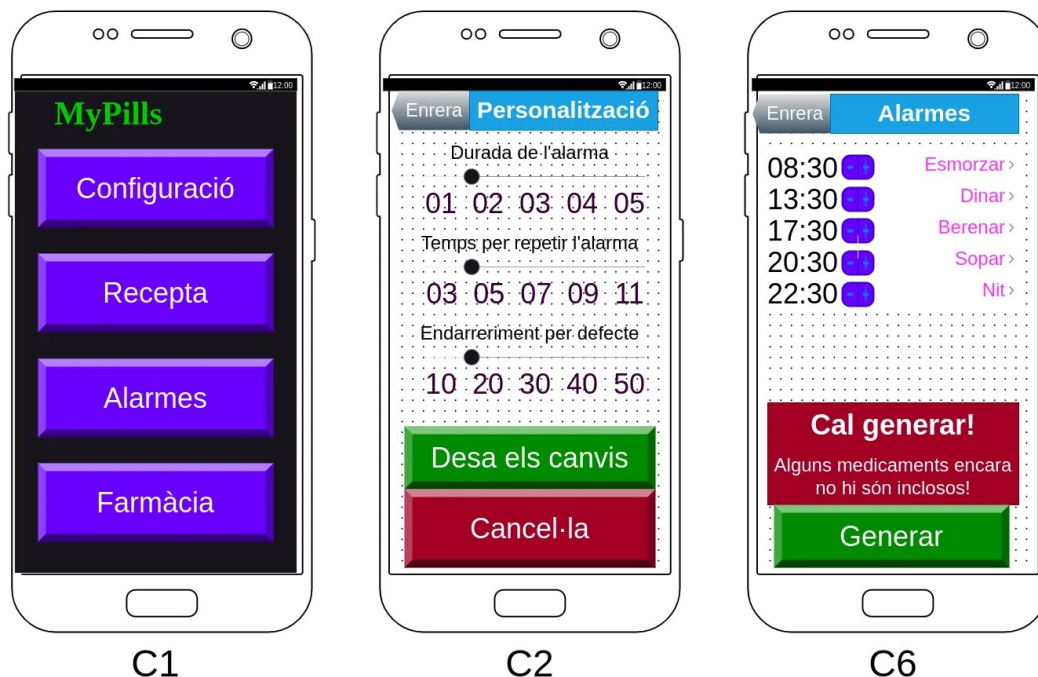 12:00
MyPills
Configuració
Recepta
Alarmes
Farmàcia
C1
12:00
Enrera Personalització
Durada de l'alarma
01 02 03 04 05
Temps per repetir l'alarma
03 05 07 09 11
Endarreriment per defecte
10 20 30 40 50
Desa els canvis
Cancel·la
C2
12:00
Enrera Alarmes
08:30 - + Esmorzar >
13:30 - + Dinar >
17:30 - + Berenar >
20:30 - + Sopar >
22:30 - + Nit >
Cal generar!
Alguns medicaments encara
no hi són inclosos!
Generar
C6